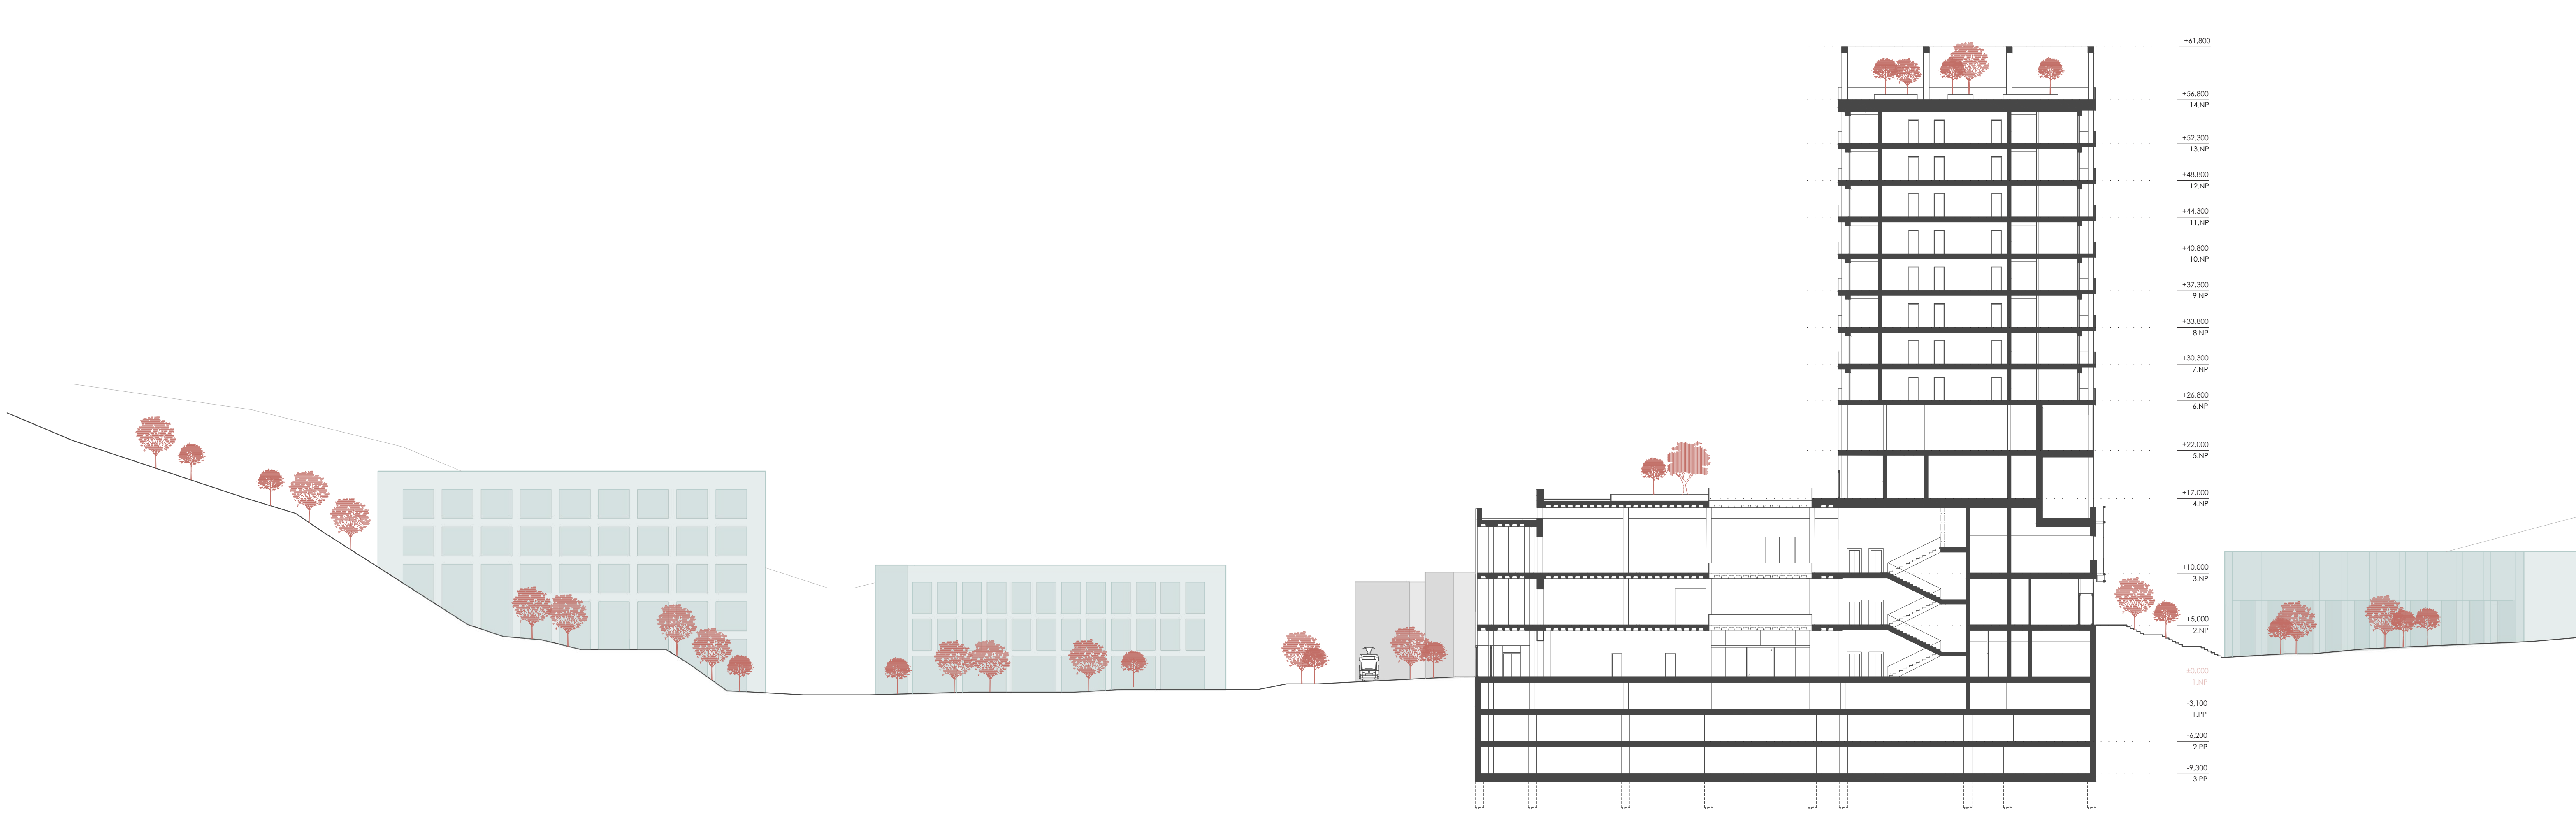 +61,800
+56,800
14.NP
+52,300
13.NP
+48,800
12.NP
+44,300
11.NP
+40,800
10.NP
+37,300
9.NP
+33,800
8.NP
+30,300
7.NP
+26,800
6.NP
+22,000
5.NP
+17,000
4.NP
+10,000
3.NP
+5,000
2.NP
±0,000
1.NP
-3,100
1.PP
-6,200
2.PP
-9,300
3.PP